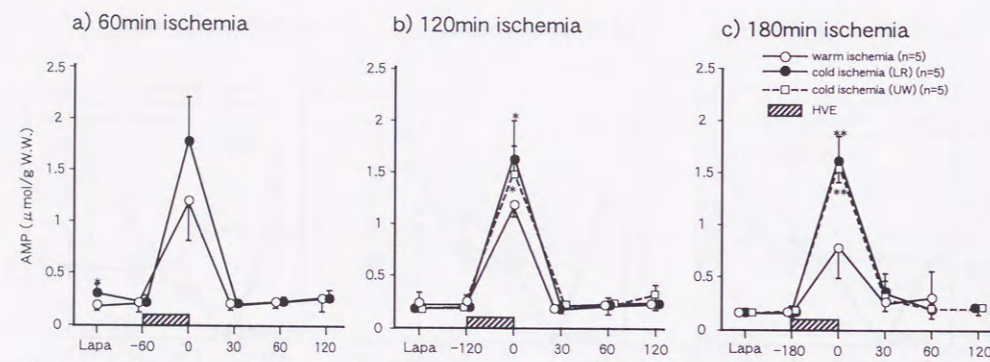 a) 60min ischemia
b) 120min ischemia
c) 180min ischemia
warm ischemia (n=5)
cold ischemia (LR) (n=5)
cold ischemia (UW) (n=5)
HVE
AMP (μmol/g W.W.)
2.5
2
1.5
1
0.5
0
*
Lapa -60 0 30 60 120
2.5
2
1.5
1
0.5
0
*
*
Lapa -120 0 30 60 120
2.5
2
1.5
1
0.5
0
**
**
Lapa -180 0 30 60 120